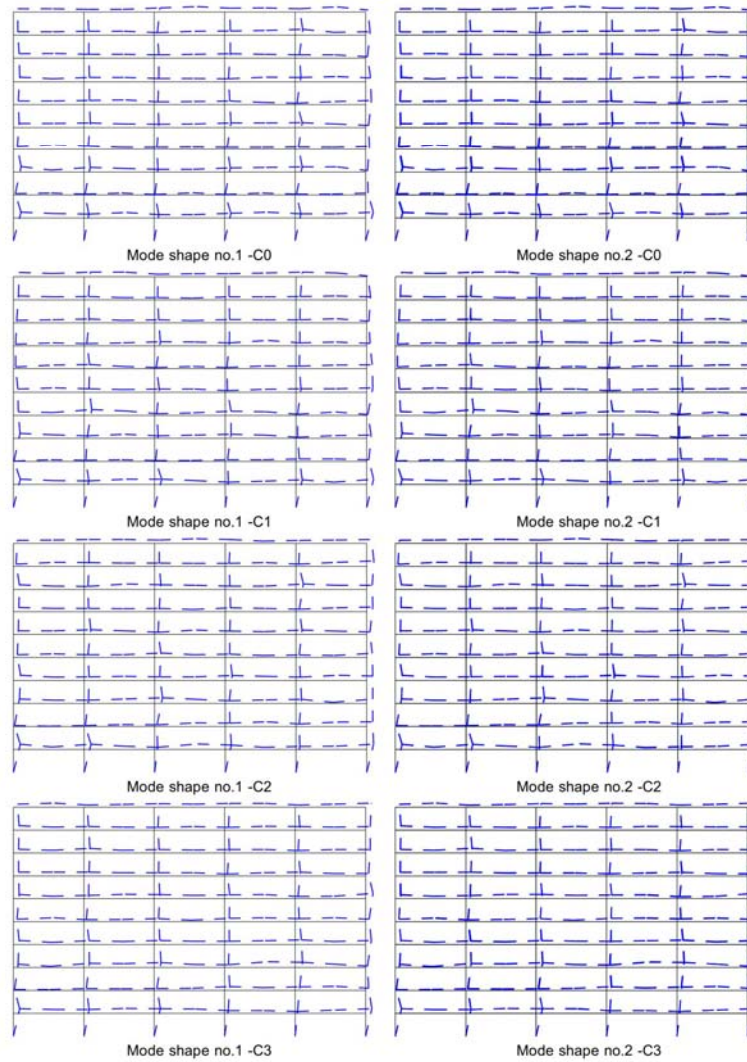 Mode shape no.1 -C0
Mode shape no.2 -C0
Mode shape no.1 -C1
Mode shape no.2 -C1
Mode shape no.1 -C2
Mode shape no.2 -C2
Mode shape no.1 -C3
Mode shape no.2 -C3